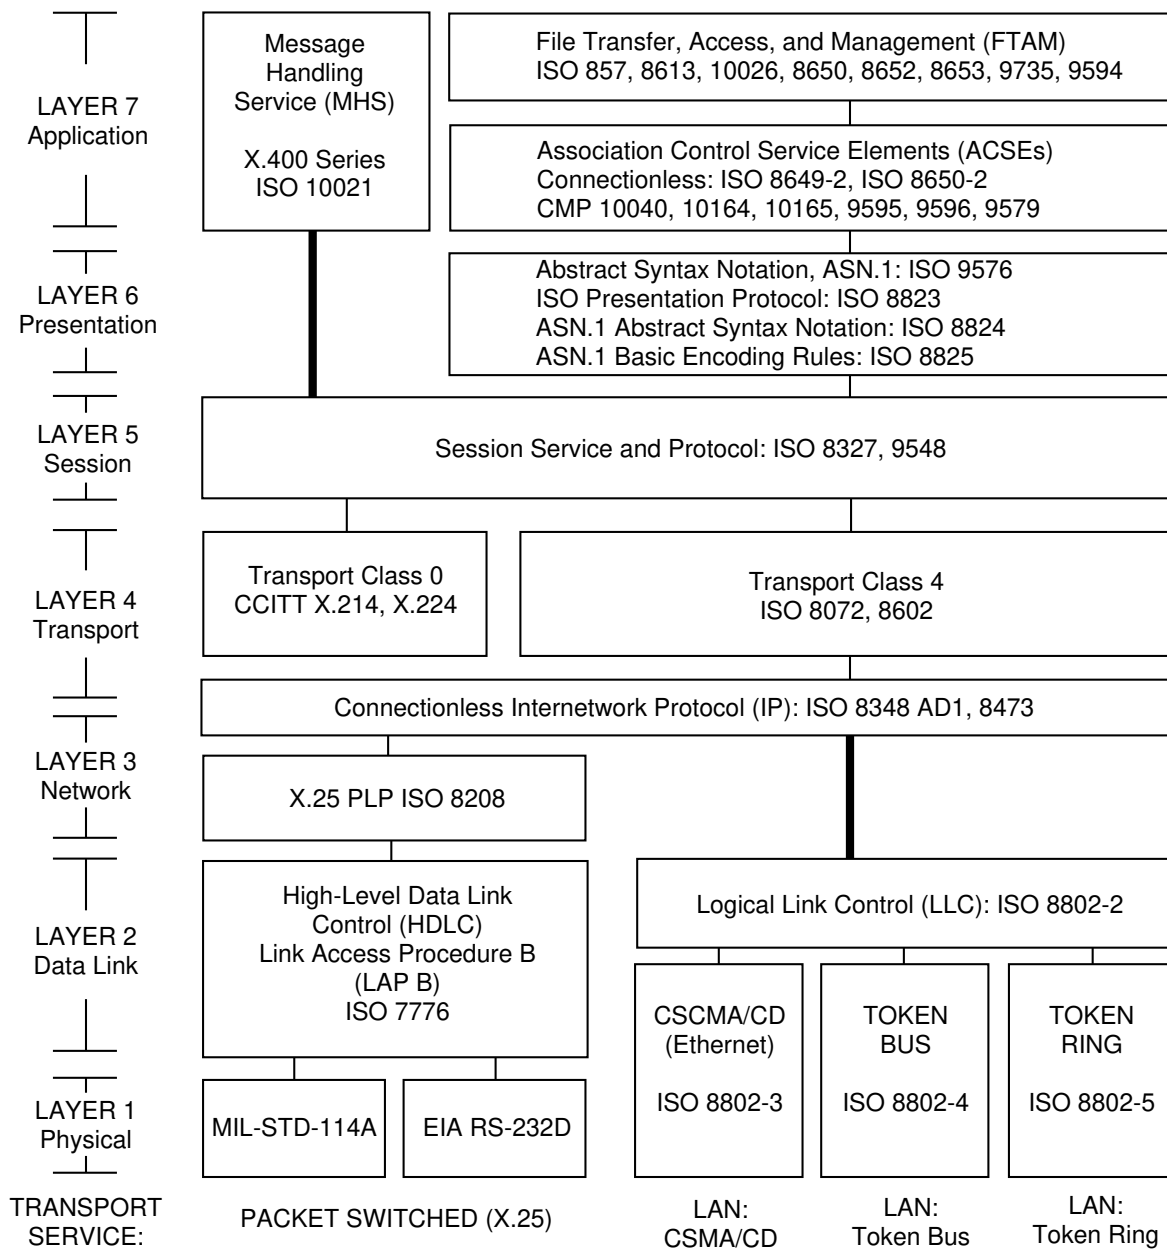 LAYER 7
Application
Message
Handling
Service (MHS)
X.400 Series
ISO 10021
File Transfer, Access, and Management (FTAM)
ISO 857, 8613, 10026, 8650, 8652, 8653, 9735, 9594
Association Control Service Elements (ACSEs)
Connectionless: ISO 8649-2, ISO 8650-2
CMP 10040, 10164, 10165, 9595, 9596, 9579
LAYER 6
Presentation
Abstract Syntax Notation, ASN.1: ISO 9576
ISO Presentation Protocol: ISO 8823
ASN.1 Abstract Syntax Notation: ISO 8824
ASN.1 Basic Encoding Rules: ISO 8825
LAYER 5
Session
Session Service and Protocol: ISO 8327, 9548
LAYER 4
Transport
Transport Class 0
CCITT X.214, X.224
Transport Class 4
ISO 8072, 8602
Connectionless Internetwork Protocol (IP): ISO 8348 AD1, 8473
LAYER 3
Network
X.25 PLP ISO 8208
LAYER 2
Data Link
High-Level Data Link
Control (HDLC)
Link Access Procedure B
(LAP B)
ISO 7776
Logical Link Control (LLC): ISO 8802-2
CSCMA/CD
(Ethernet)
ISO 8802-3
TOKEN
BUS
ISO 8802-4
TOKEN
RING
ISO 8802-5
LAYER 1
Physical
MIL-STD-114A
EIA RS-232D
TRANSPORT
SERVICE:
PACKET SWITCHED (X.25)
LAN:
CSMA/CD
LAN:
Token Bus
LAN:
Token Ring